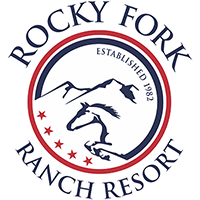 ROCKY FORK
ESTABLISHED 1982
RANCH RESORT